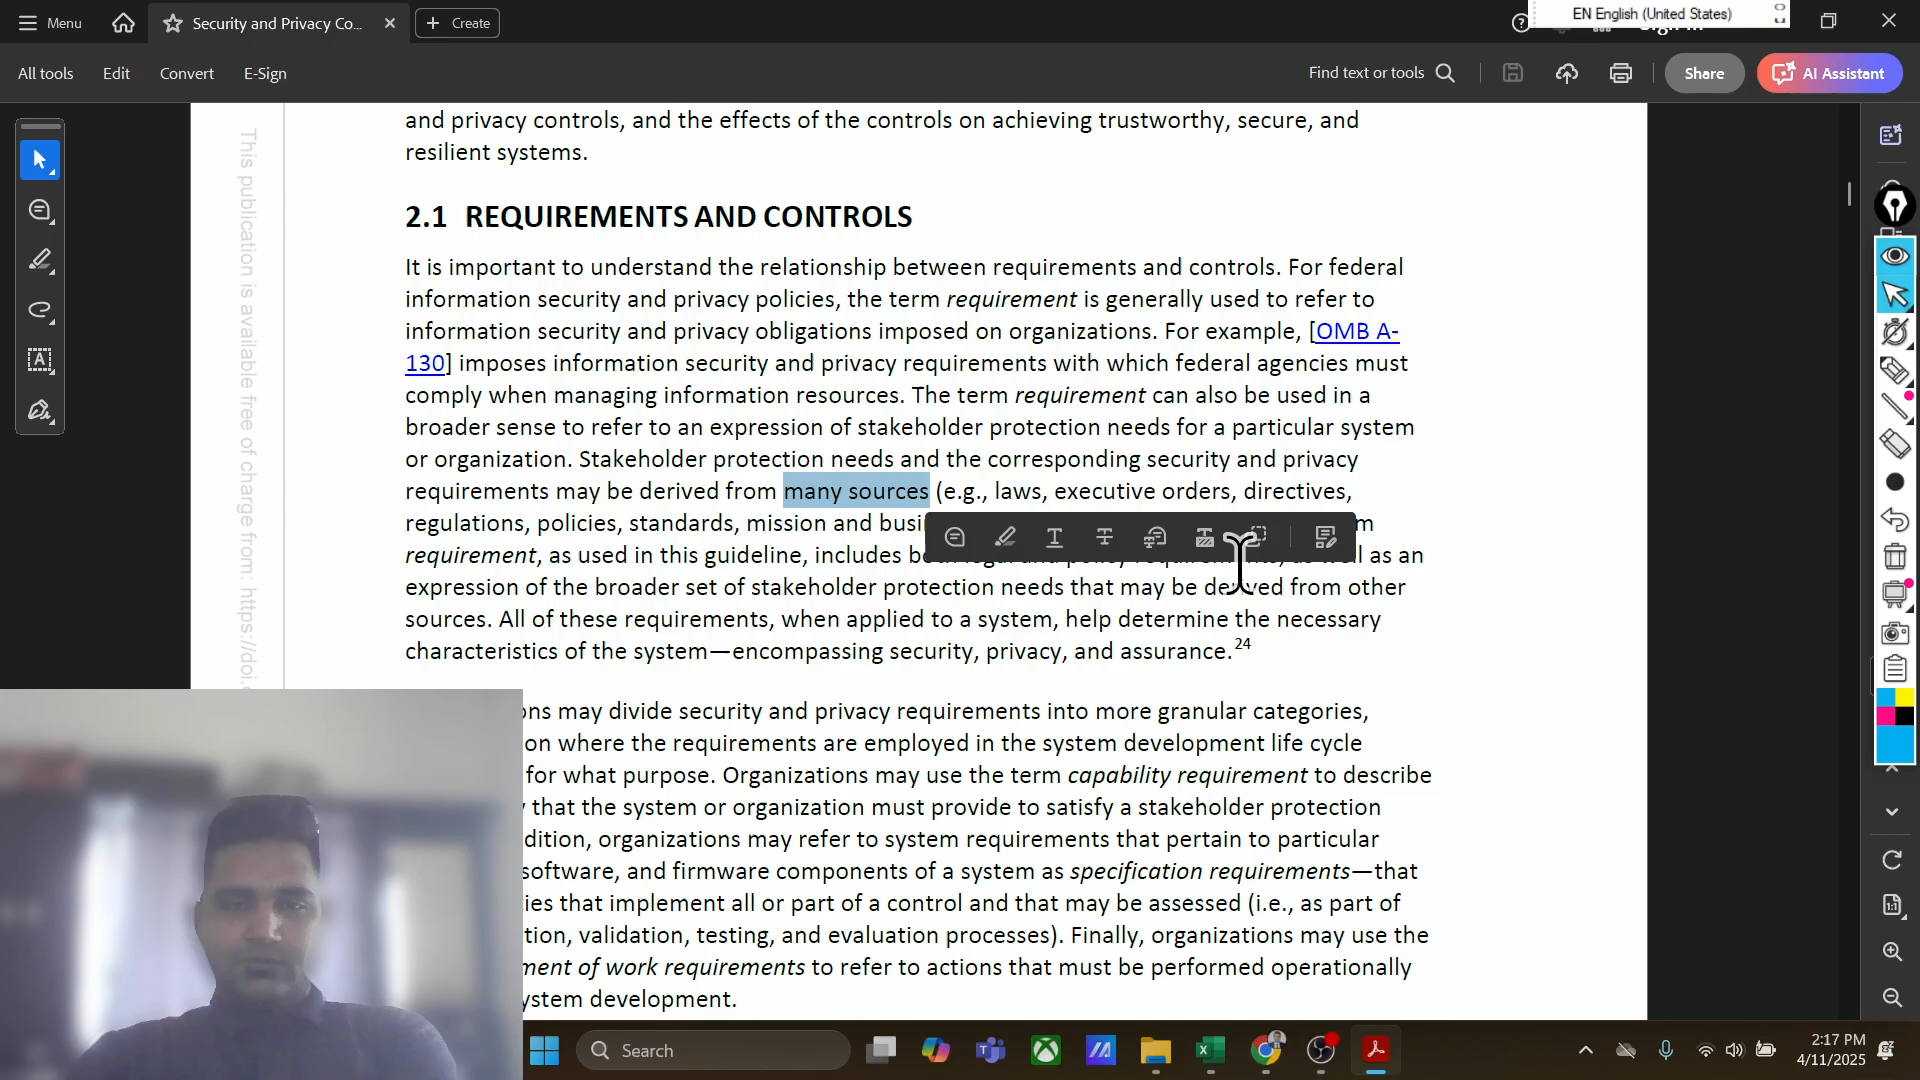 Menu
Security and Privacy Co...
Create
EN English (United States)
All tools
Edit
Convert
E-Sign
Find text or tools
Share
AI Assistant
and privacy controls, and the effects of the controls on achieving trustworthy, secure, and
resilient systems.
2.1 REQUIREMENTS AND CONTROLS
It is important to understand the relationship between requirements and controls. For federal
information security and privacy policies, the term requirement is generally used to refer to
information security and privacy obligations imposed on organizations. For example, [OMB A-
130] imposes information security and privacy requirements with which federal agencies must
comply when managing information resources. The term requirement can also be used in a
broader sense to refer to an expression of stakeholder protection needs for a particular system
or organization. Stakeholder protection needs and the corresponding security and privacy
requirements may be derived from many sources (e.g., laws, executive orders, directives,
regulations, policies, standards, mission and busi
requirement, as used in this guideline, includes as well as an
expression of the broader set of stakeholder protection needs that may be derived from other
sources. All of these requirements, when applied to a system, help determine the necessary
characteristics of the system—encompassing security, privacy, and assurance.24
ons may divide security and privacy requirements into more granular categories,
on where the requirements are employed in the system development life cycle
for what purpose. Organizations may use the term capability requirement to describe
y that the system or organization must provide to satisfy a stakeholder protection
dition, organizations may refer to system requirements that pertain to particular
software, and firmware components of a system as specification requirements—that
ties that implement all or part of a control and that may be assessed (i.e., as part of
tion, validation, testing, and evaluation processes). Finally, organizations may use the
ment of work requirements to refer to actions that must be performed operationally
ystem development.
This publication is available free of charge from: https://doi.
Search
2:17 PM
4/11/2025